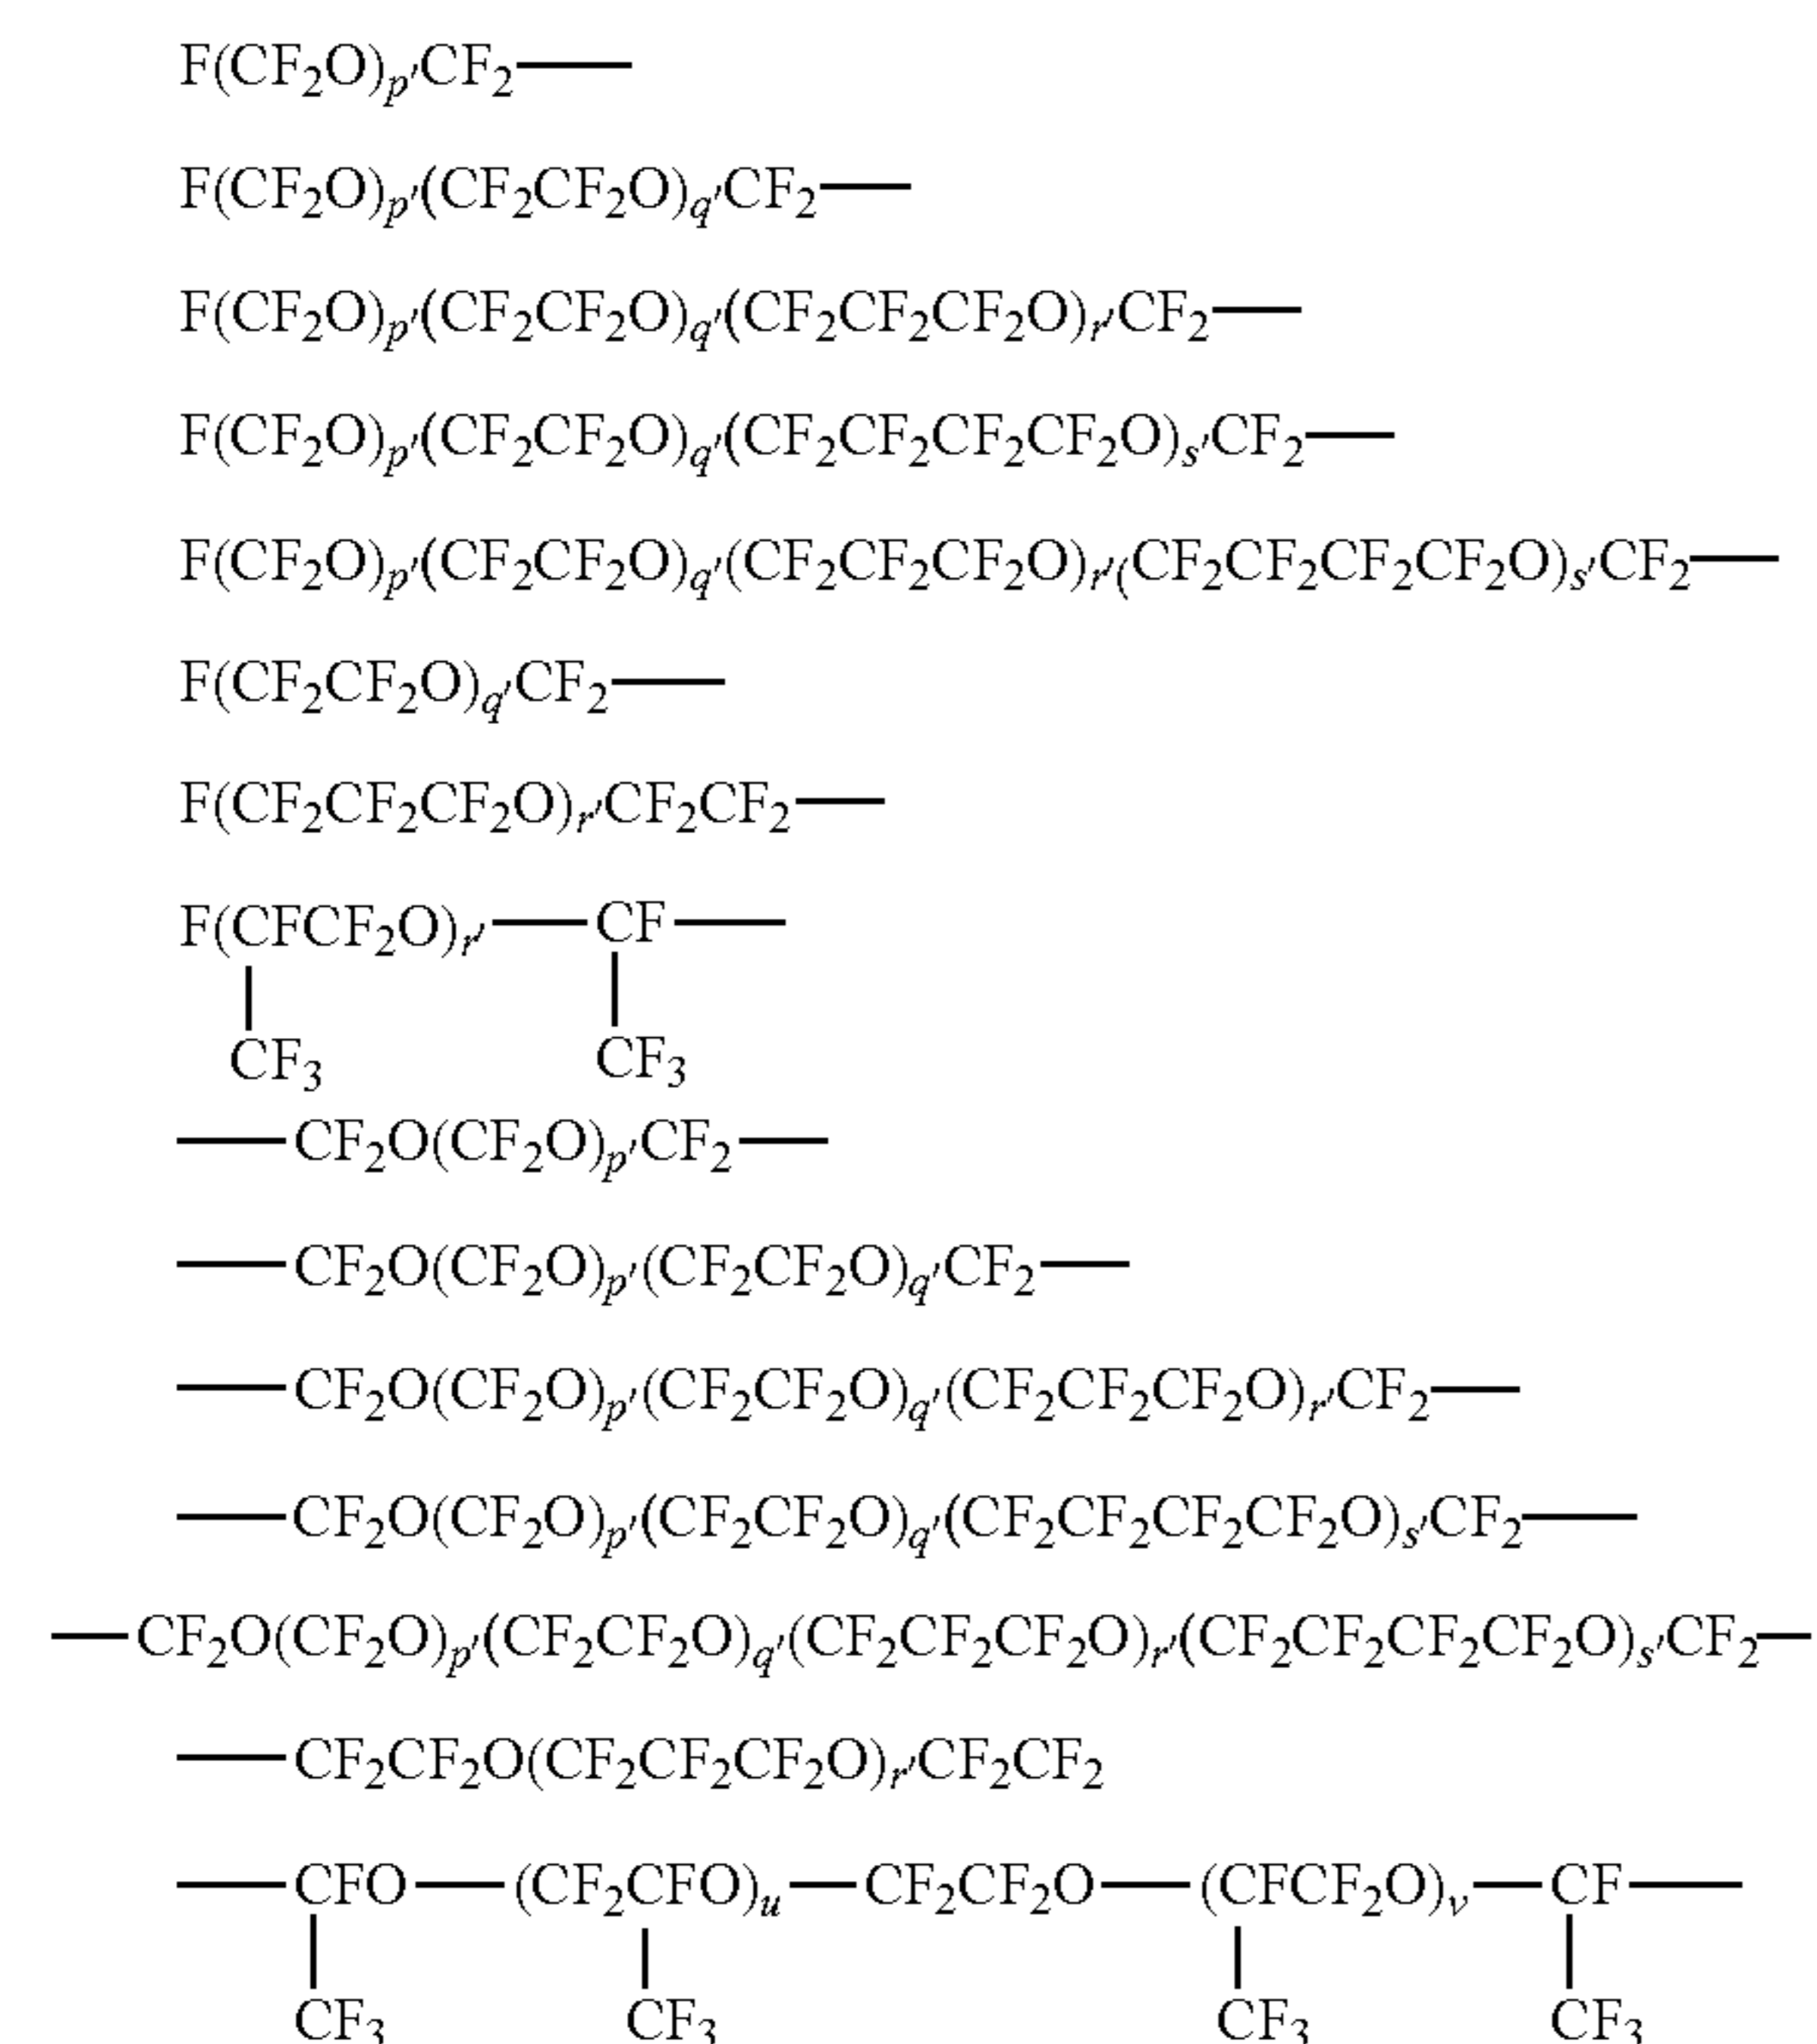 F(CF₂O)p'CF₂—
F(CF₂O)p'(CF₂CF₂O)q'CF₂—
F(CF₂O)p'(CF₂CF₂O)q'(CF₂CF₂CF₂O)r'CF₂—
F(CF₂O)p'(CF₂CF₂O)q'(CF₂CF₂CF₂CF₂O)s'CF₂—
F(CF₂O)p'(CF₂CF₂O)q'(CF₂CF₂CF₂O)r'(CF₂CF₂CF₂CF₂O)s'CF₂—
F(CF₂CF₂O)q'CF₂—
F(CF₂CF₂CF₂O)r'CF₂CF₂—
F(CFCF₂O)r'—CF—
CF₃ CF₃
—CF₂O(CF₂O)p'CF₂—
—CF₂O(CF₂O)p'(CF₂CF₂O)q'CF₂—
—CF₂O(CF₂O)p'(CF₂CF₂O)q'(CF₂CF₂CF₂O)r'CF₂—
—CF₂O(CF₂O)p'(CF₂CF₂O)q'(CF₂CF₂CF₂CF₂O)s'CF₂—
—CF₂O(CF₂O)p'(CF₂CF₂O)q'(CF₂CF₂CF₂O)r'(CF₂CF₂CF₂CF₂O)s'CF₂—
—CF₂CF₂O(CF₂CF₂CF₂O)r'CF₂CF₂
—CFO—(CF₂CFO)u—CF₂CF₂O—(CFCF₂O)v—CF—
CF₃ CF₃ CF₃ CF₃